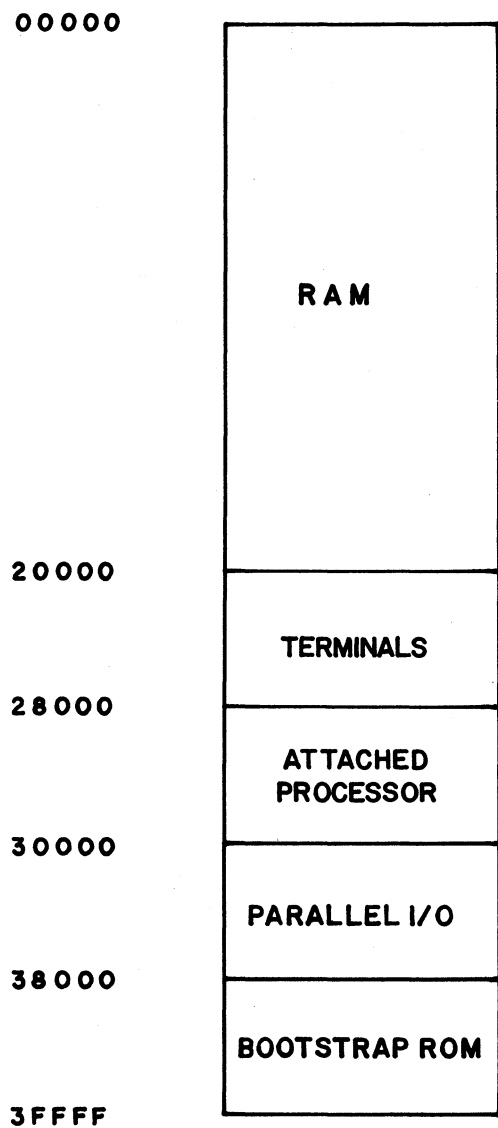 00000
RAM
20000
TERMINALS
28000
ATTACHED
PROCESSOR
30000
PARALLEL I/O
38000
BOOTSTRAP ROM
3FFFF